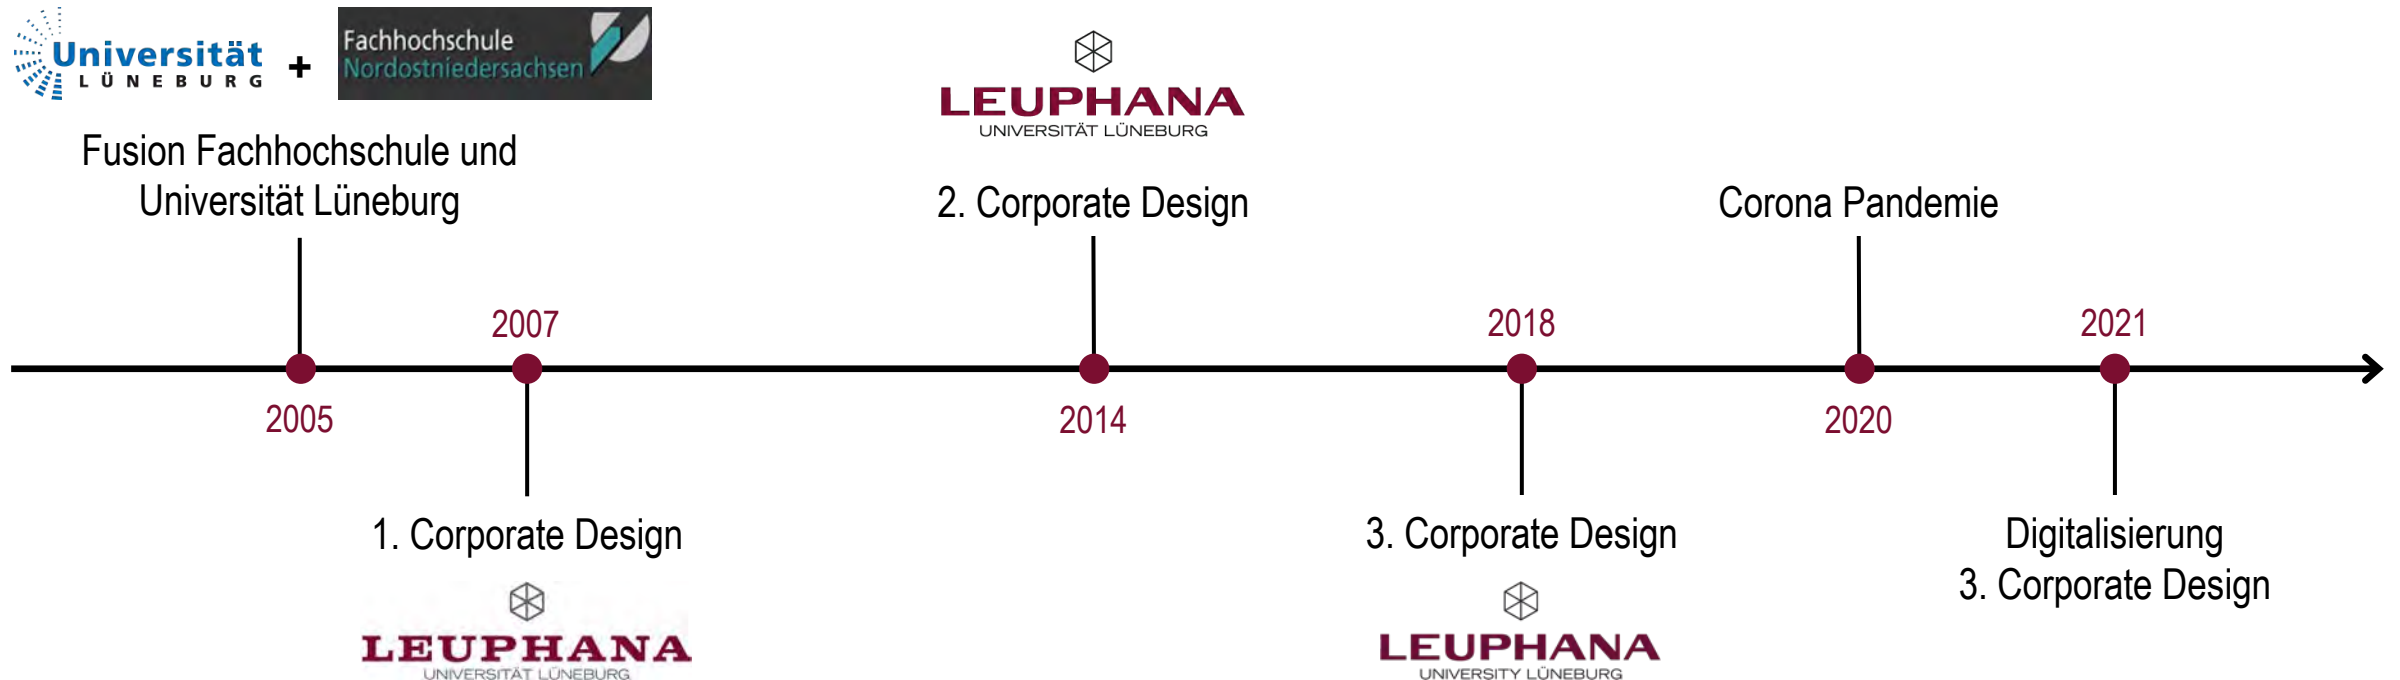 Universität
LÜNEBURG
+
Fachhochschule
Nordostniedersachsen
Fusion Fachhochschule und
Universität Lüneburg
2005
2007
1. Corporate Design
LEUPHANA
UNIVERSITÄT LÜNEBURG
LEUPHANA
UNIVERSITÄT LÜNEBURG
2. Corporate Design
2014
2018
3. Corporate Design
LEUPHANA
UNIVERSITY LÜNEBURG
Corona Pandemie
2020
2021
Digitalisierung
3. Corporate Design